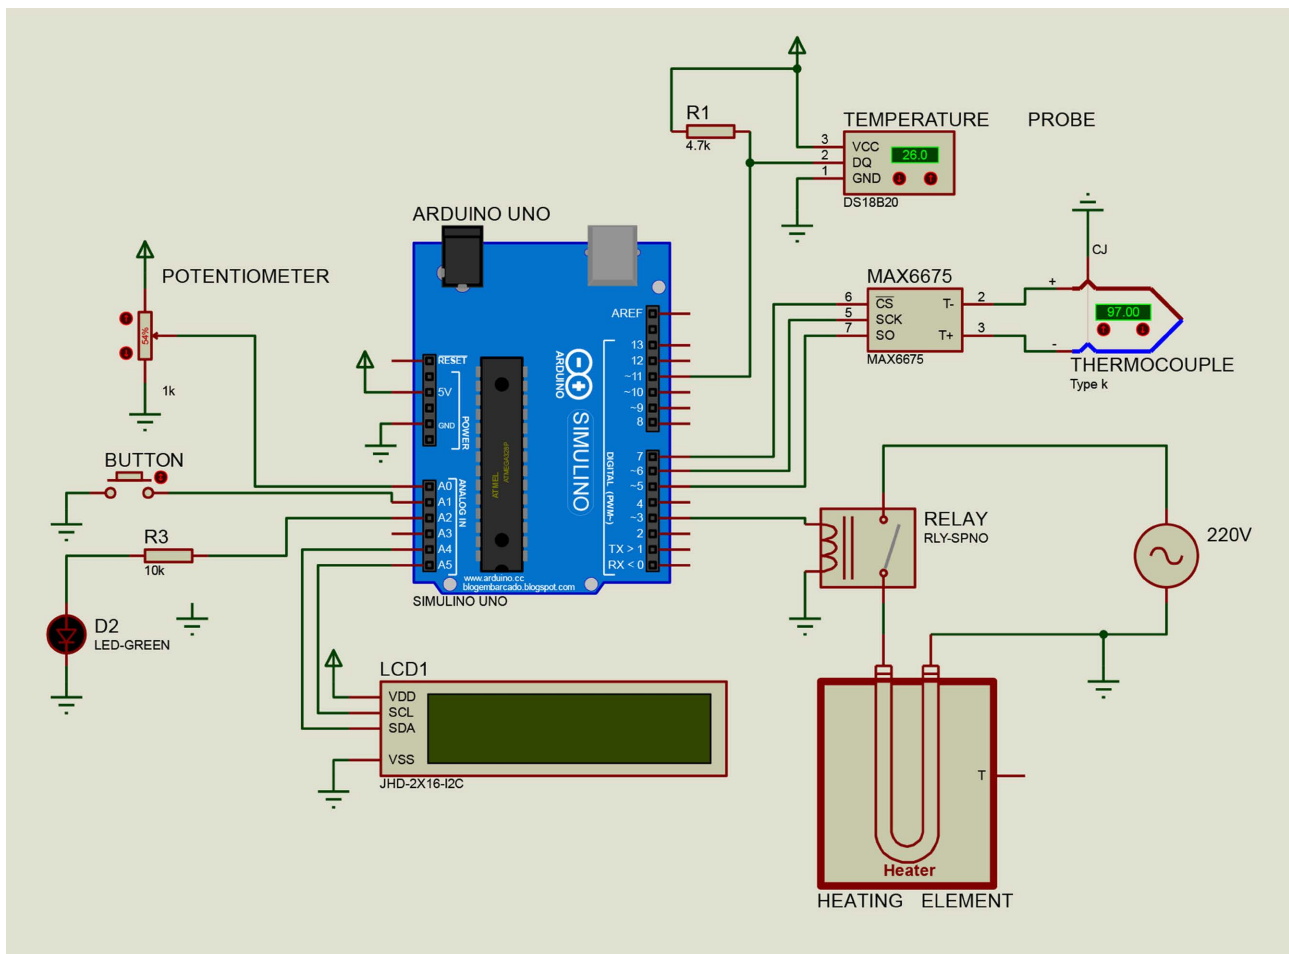 R1
4.7k
TEMPERATURE PROBE
3
2
1
VCC
DQ
GND
26.0
DS18B20
ARDUINO UNO
POTENTIOMETER
54%
1k
MAX6675
6
5
7
CS
SCK
SO
T-
T+
2
3
MAX6675
CJ
+
-
97.00
THERMOCOUPLE
Type k
RESET
5V
GND
POWER
A0
A1
A2
A3
A4
A5
ANALOG IN
ATMEL
ATMEGA328P
ARDUINO
SIMULINO
AREF
13
12
~11
~10
~9
8
7
~6
~5
4
~3
2
TX > 1
RX < 0
DIGITAL (PWM~)
www.arduino.cc
blogembarcado.blogspot.com
SIMULINO UNO
BUTTON
R3
10k
D2
LED-GREEN
RELAY
RLY-SPNO
220V
LCD1
VDD
SCL
SDA
VSS
JHD-2X16-I2C
T
Heater
HEATING ELEMENT